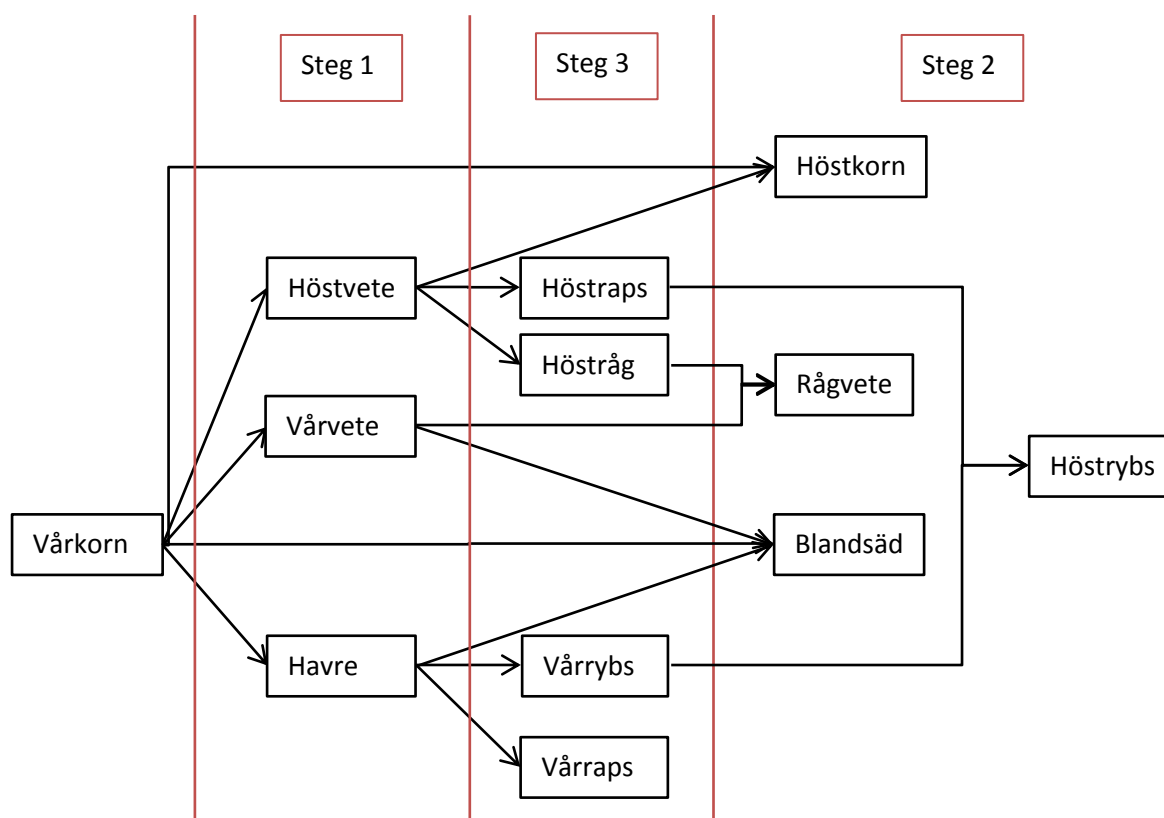 Steg 1
Steg 3
Steg 2
Höstkorn
Höstvete
Höstraps
Höstråg
Rågvete
Vårvete
Höstrybs
Vårkorn
Blandsäd
Havre
Vårrybs
Vårraps